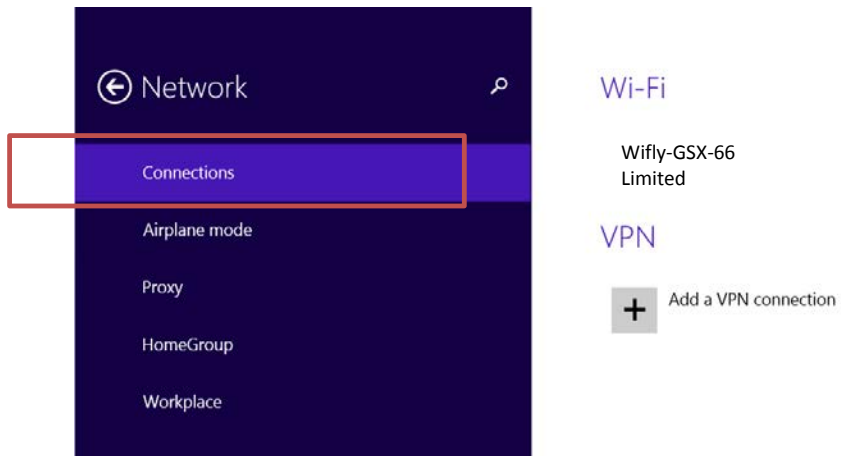 Network
Connections
Airplane mode
Proxy
HomeGroup
Workplace
Wi-Fi
Wifly-GSX-66
Limited
VPN
Add a VPN connection